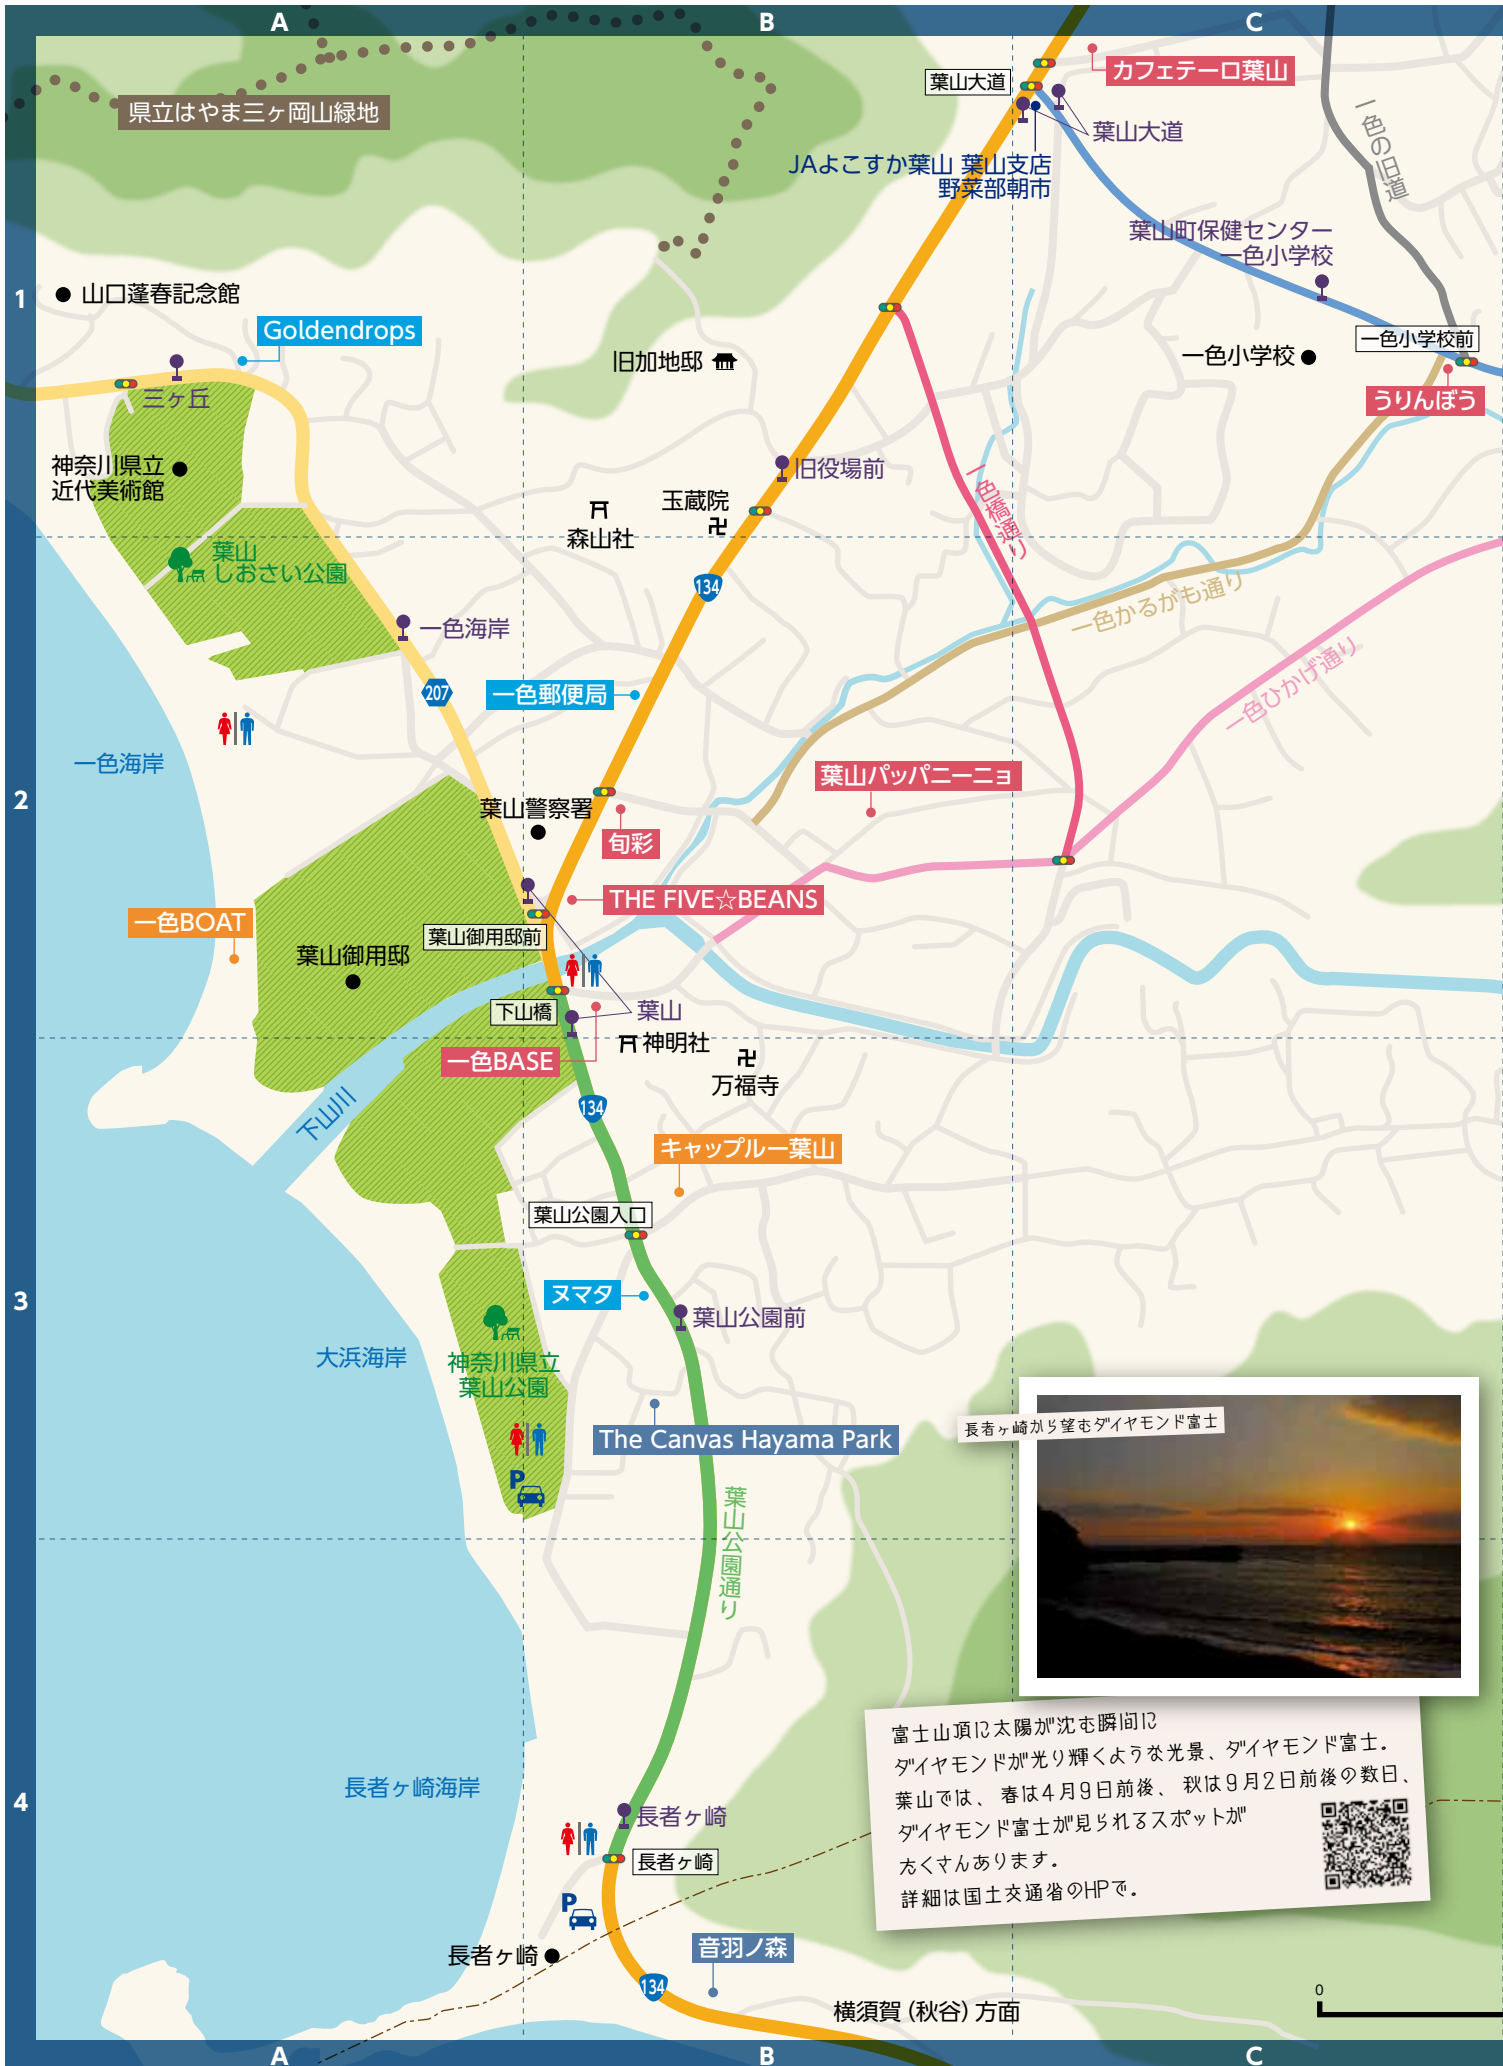 A
B
C
カフェテーロ葉山
葉山大道
県立はやま三ヶ岡山緑地
葉山大道
一色の旧道
JAよこすか葉山 葉山支店
野菜部朝市
葉山町保健センター
一色小学校
1
山口蓬春記念館
Goldendrops
旧加地邸
一色小学校前
一色小学校
うりんぼう
三ヶ丘
神奈川県立
近代美術館
旧役場前
一色橋通り
玉蔵院
森山社
葉山
しおさい公園
134
一色かるがも通り
一色海岸
一色ひかげ通り
207
一色郵便局
一色海岸
葉山パッパニーニョ
2
葉山警察署
旬彩
THE FIVE☆BEANS
一色BOAT
葉山御用邸前
葉山御用邸
下山橋
葉山
神明社
一色BASE
万福寺
下山川
134
キャップルー葉山
葉山公園入口
ヌマタ
3
葉山公園前
大浜海岸
神奈川県立
葉山公園
The Canvas Hayama Park
長者ヶ崎から望むダイヤモンド富士
P
葉山公園通り
富士山頂に太陽が沈む瞬間に
ダイヤモンドが光り輝くような光景、ダイヤモンド富士。
葉山では、春は4月9日前後、秋は9月2日前後の数日、
ダイヤモンド富士が見られるスポットが
たくさんあります。
詳細は国土交通省のHPで。
長者ヶ崎海岸
4
長者ヶ崎
長者ヶ崎
P
長者ヶ崎
音羽ノ森
134
0
横須賀（秋谷）方面
A
B
C